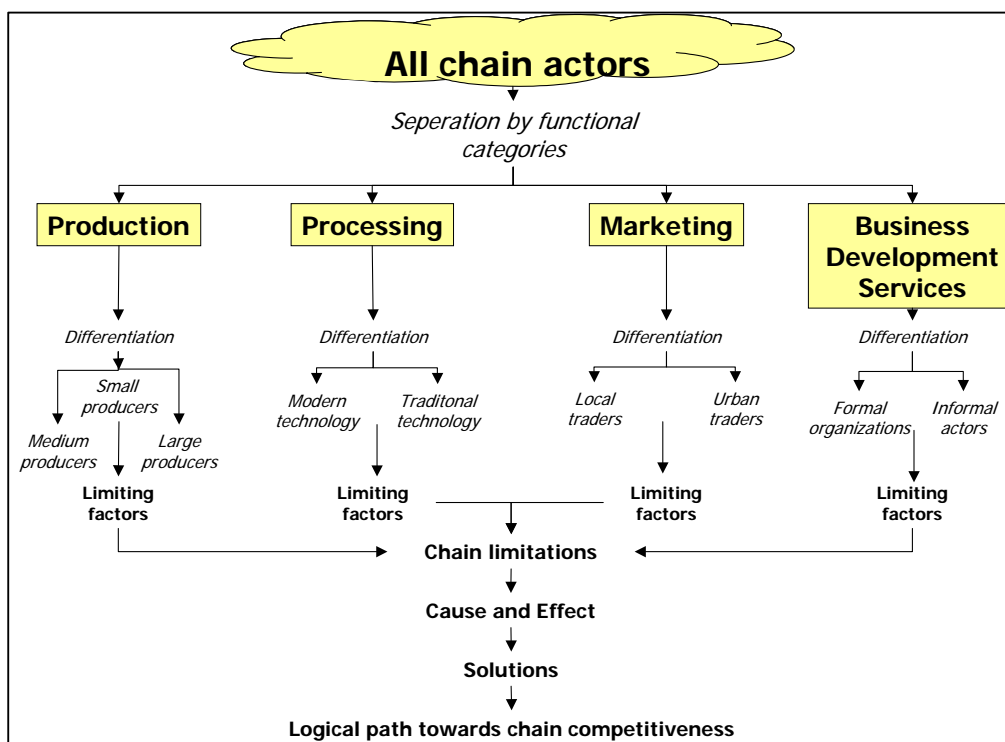 All chain actors
Seperation by functional
categories
Production
Processing
Marketing
Business
Development
Services
Differentiation
Differentiation
Differentiation
Differentiation
Small
producers
Medium
producers
Large
producers
Modern
technology
Traditonal
technology
Local
traders
Urban
traders
Formal
organizations
Informal
actors
Limiting
factors
Limiting
factors
Limiting
factors
Limiting
factors
Chain limitations
Cause and Effect
Solutions
Logical path towards chain competitiveness